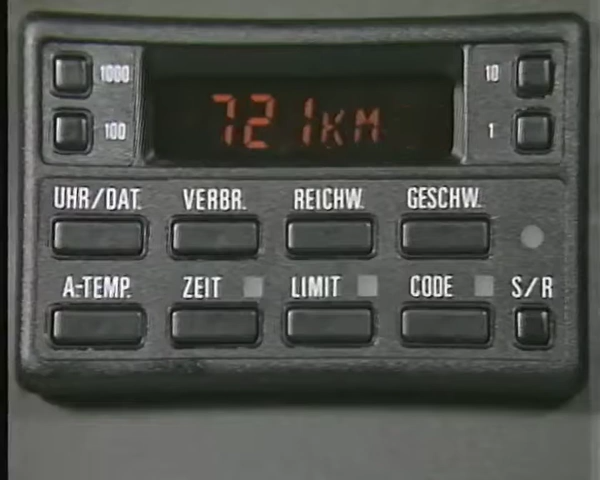 1000 721KM 10
100 1
UHR/DAT. VERBR. REICHW. GESCHW.
A-TEMP. ZEIT LIMIT CODE S/R